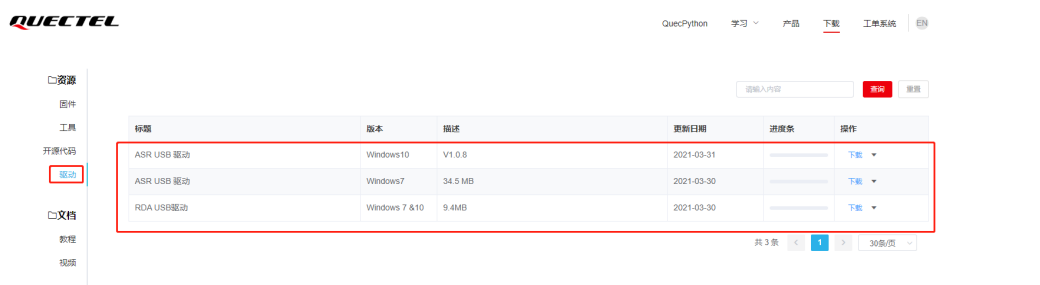 QUECTEL
QuecPython 学习 产品 下载 工单系统 EN
资源
固件
工具
开源代码
驱动
文档
教程
视频
请输入内容 查询 重置
标题 版本 描述 更新日期 进度条 操作
ASR USB 驱动 Windows10 V1.0.8 2021-03-31 下载
ASR USB 驱动 Windows7 34.5 MB 2021-03-30 下载
RDA USB驱动 Windows 7 &10 9.4MB 2021-03-30 下载
共 3 条 1 30条/页